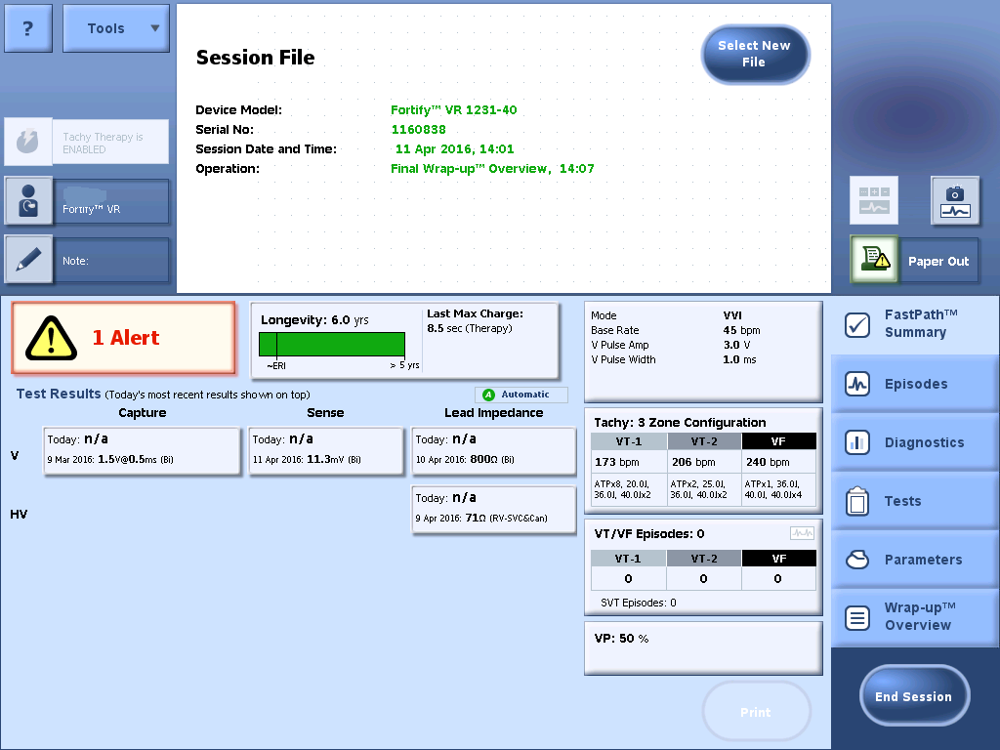 ?
Tools
Session File
Select New
File
Device Model: Fortify™ VR 1231-40
Serial No: 1160838
Session Date and Time: 11 Apr 2016, 14:01
Operation: Final Wrap-up™ Overview, 14:07
Tachy Therapy is
ENABLED
Fortify™ VR
Note:
Paper Out
1 Alert
Longevity: 6.0 yrs
~ERI > 5 yrs
Last Max Charge:
8.5 sec (Therapy)
Test Results (Today's most recent results shown on top)
A Automatic
Capture Sense Lead Impedance
V
Today: n/a
9 Mar 2016: 1.5V@0.5ms (Bi)
Today: n/a
11 Apr 2016: 11.3mV (Bi)
Today: n/a
10 Apr 2016: 800Ω (Bi)
HV
Today: n/a
9 Apr 2016: 71Ω (RV-SVC&Can)
Mode VVI
Base Rate 45 bpm
V Pulse Amp 3.0 V
V Pulse Width 1.0 ms
Tachy: 3 Zone Configuration
VT-1 VT-2 VF
173 bpm 206 bpm 240 bpm
ATPx8, 20.0J, ATPx2, 25.0J, ATPx1, 36.0J,
36.0J, 40.0Jx2 36.0J, 40.0Jx2 40.0J, 40.0Jx4
VT/VF Episodes: 0
VT-1 VT-2 VF
0 0 0
SVT Episodes: 0
VP: 50 %
Print
FastPath™
Summary
Episodes
Diagnostics
Tests
Parameters
Wrap-up™
Overview
End Session